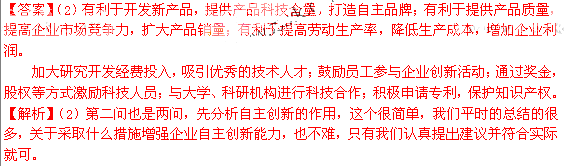 【答案】(2)有利于开发新产品，提供产品科技含量，打造自主品牌；有利于提供产品质量，
提高企业市场竞争力，扩大产品销量；有利于提高劳动生产率，降低生产成本，增加企业利
润。
加大研究开发经费投入，吸引优秀的技术人才；鼓励员工参与企业创新活动；通过奖金，
股权等方式激励科技人员；与大学、科研机构进行科技合作；积极申请专利，保护知识产权。
【解析】(2)第二问也是两问，先分析自主创新的作用，这个很简单，我们平时的总结的很
多，关于采取什么措施增强企业自主创新能力，也不难，只有我们认真提出建议并符合实际
就可。